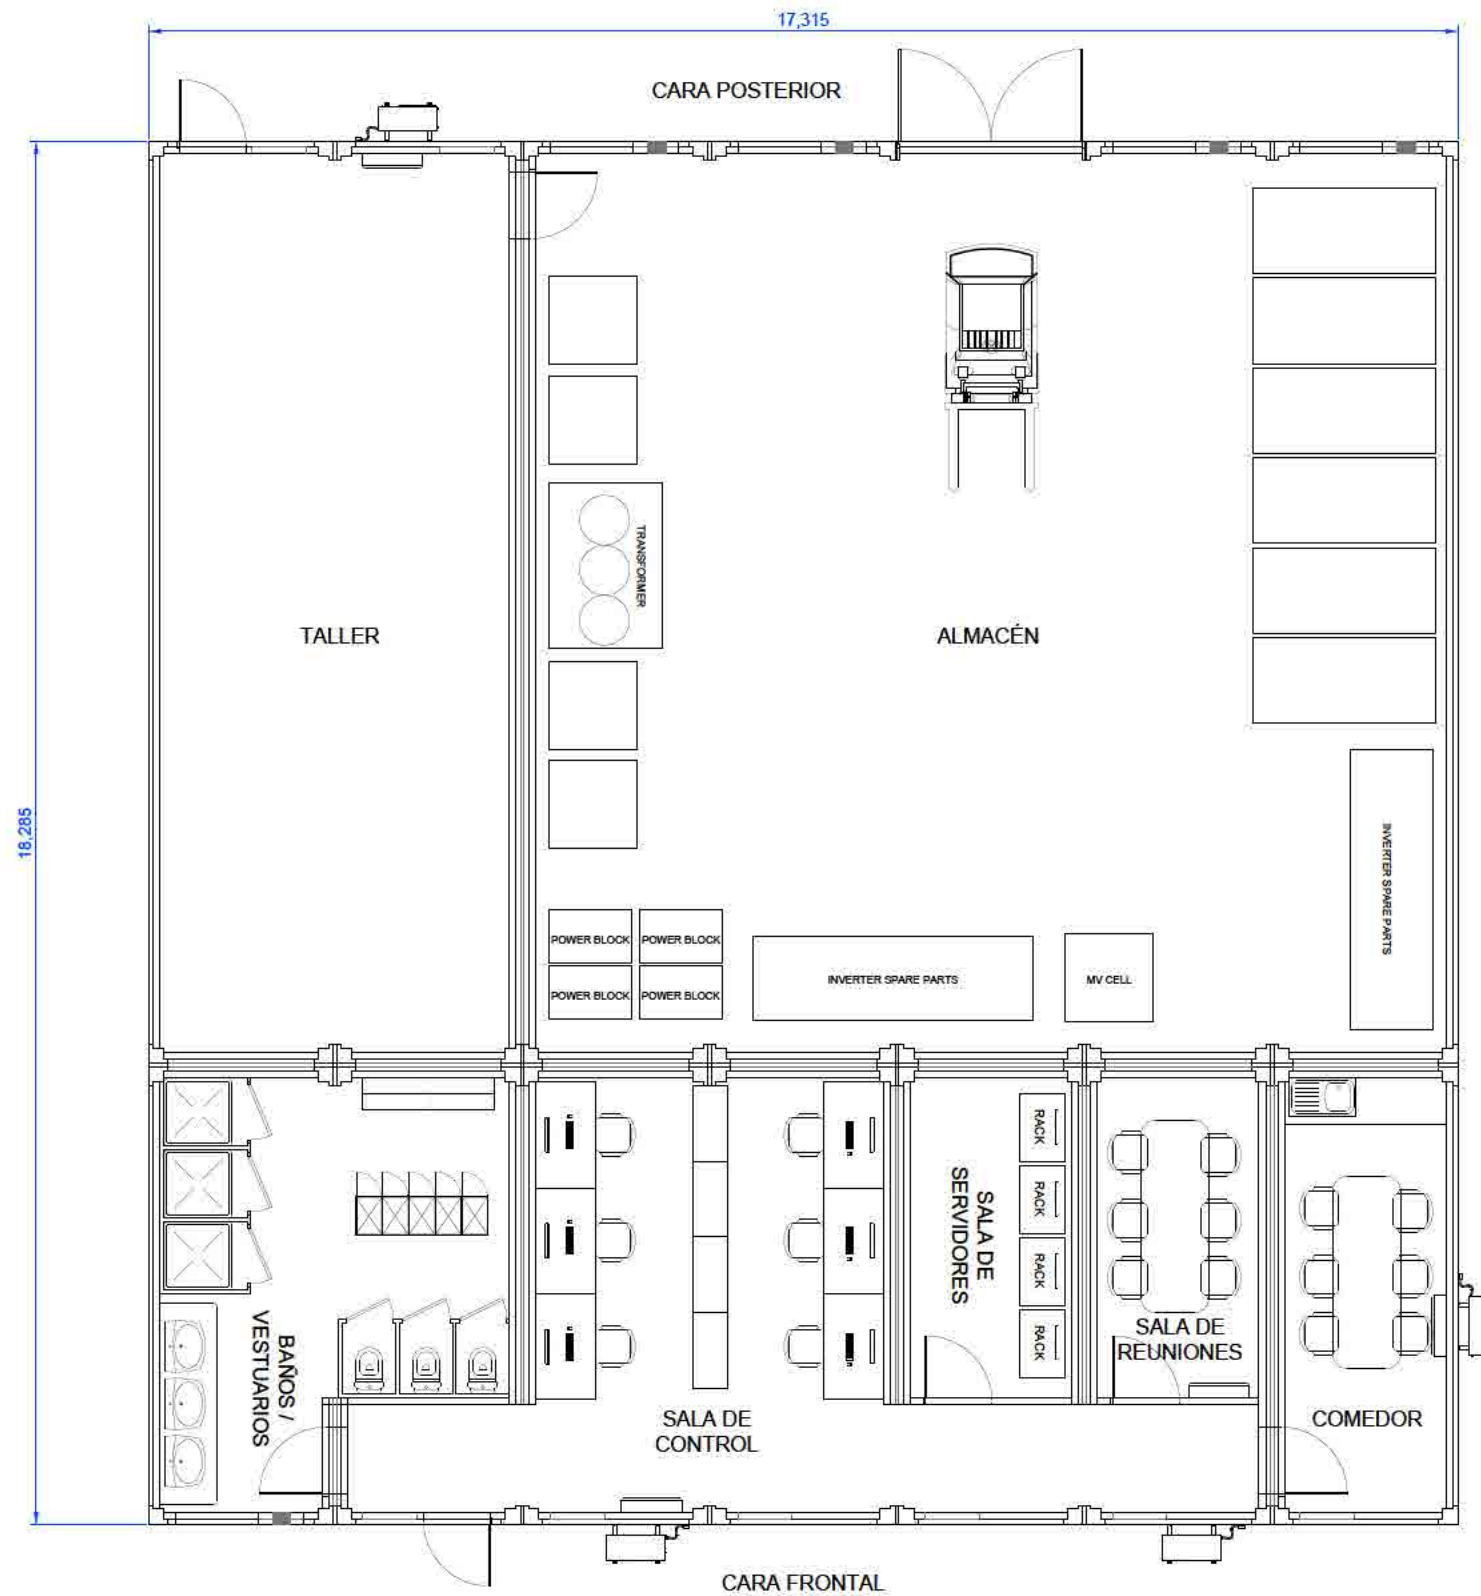 17,315
CARA POSTERIOR
18,285
TRANSFORMER
TALLER
ALMACÉN
INVERTER SPARE PARTS
POWER BLOCK
POWER BLOCK
POWER BLOCK
POWER BLOCK
INVERTER SPARE PARTS
MV CELL
RACK
RACK
RACK
RACK
SALA DE
SERVIDORES
BAÑOS /
VESTUARIOS
SALA DE
REUNIONES
SALA DE
CONTROL
COMEDOR
CARA FRONTAL